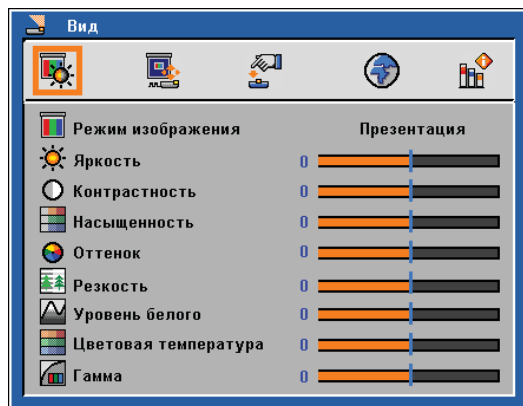 Вид
Режим изображения Презентация
Яркость 0
Контрастность 0
Насыщенность 0
Оттенок 0
Резкость 0
Уровень белого 0
Цветовая температура 0
Гамма 0